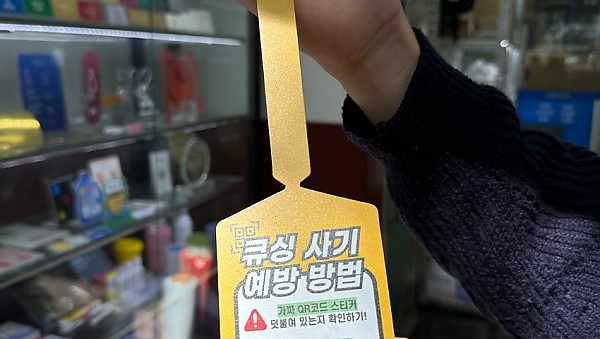 큐싱 사기
예방 방법
가짜 QR코드 스티커
덧붙여 있는지 확인하기!